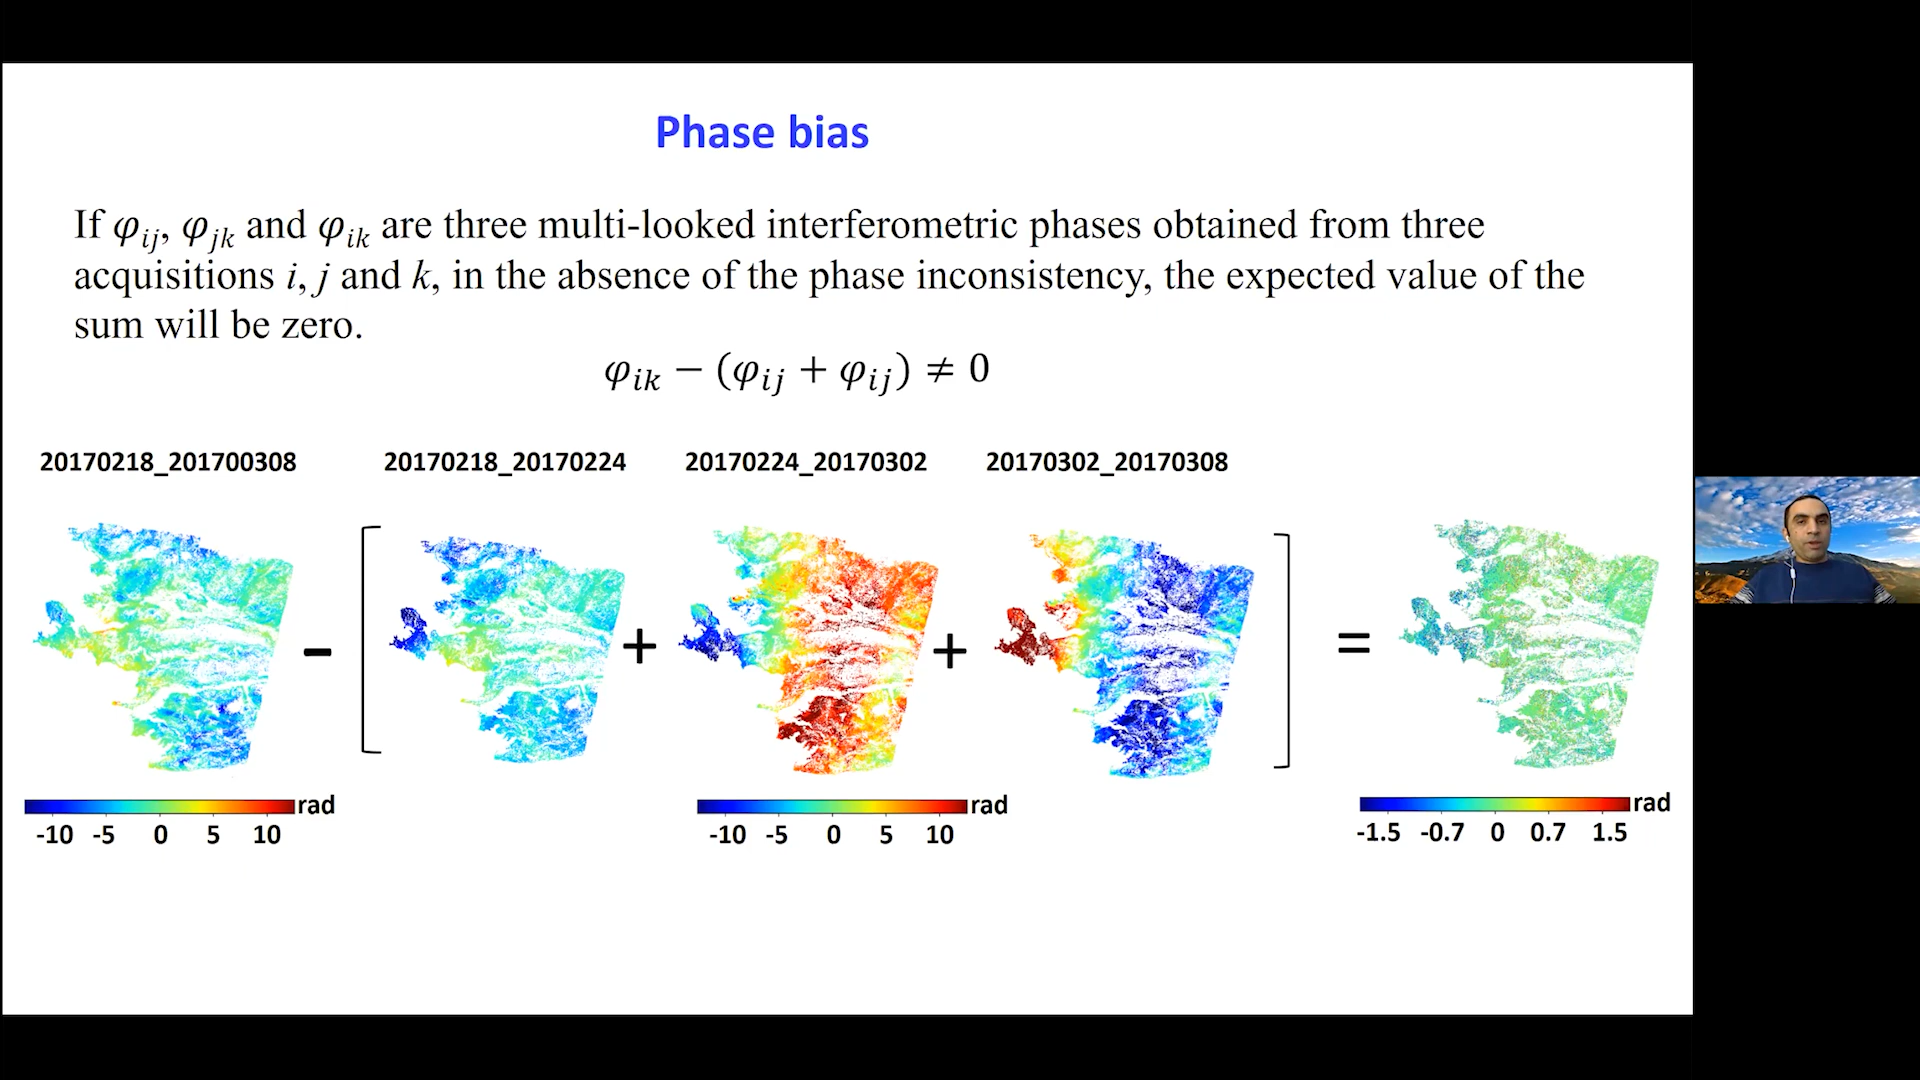 Phase bias
If φij, φjk and φik are three multi-looked interferometric phases obtained from three
acquisitions i, j and k, in the absence of the phase inconsistency, the expected value of the
sum will be zero.
φik − (φij + φij) ≠ 0
20170218_201700308 20170218_20170224 20170224_20170302 20170302_20170308
- + + =
rad rad rad
-10 -5 0 5 10 -10 -5 0 5 10 -1.5 -0.7 0 0.7 1.5